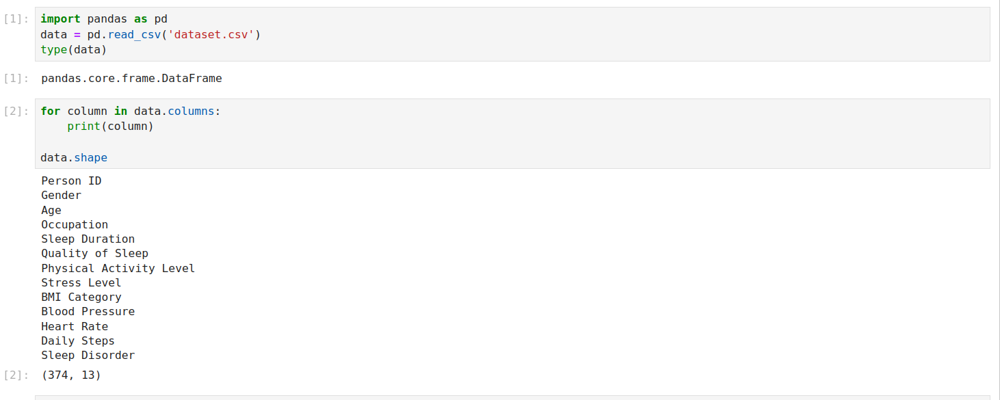 [1]: import pandas as pd
data = pd.read_csv('dataset.csv')
type(data)
[1]: pandas.core.frame.DataFrame
[2]: for column in data.columns:
    print(column)

data.shape
Person ID
Gender
Age
Occupation
Sleep Duration
Quality of Sleep
Physical Activity Level
Stress Level
BMI Category
Blood Pressure
Heart Rate
Daily Steps
Sleep Disorder
[2]: (374, 13)